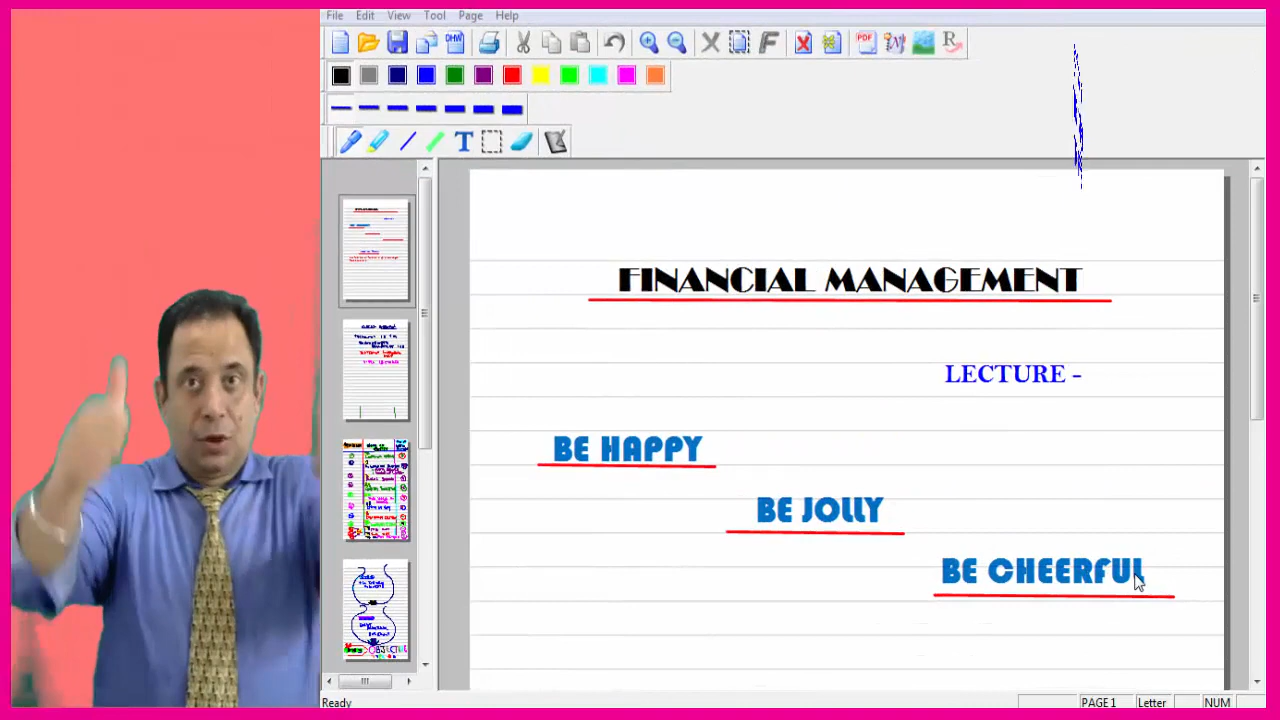 File Edit View Tool Page Help
FINANCIAL MANAGEMENT
LECTURE -
BE HAPPY
BE JOLLY
BE CHEERFUL
Ready PAGE 1 Letter NUM